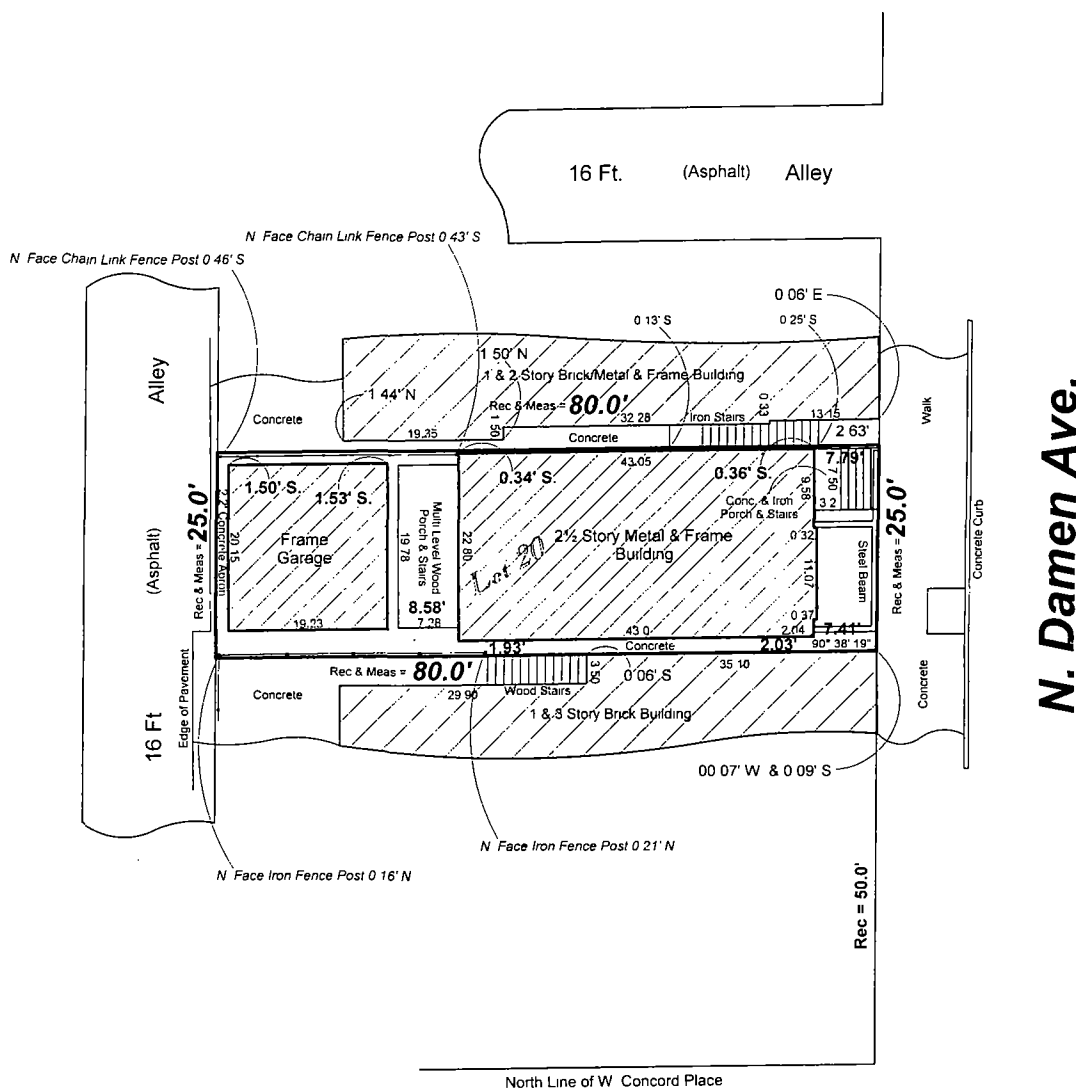 16 Ft. (Asphalt) Alley
N Face Chain Link Fence Post 0 43' S
N Face Chain Link Fence Post 0 46' S
0 06' E
0 13' S
0 25' S
Alley
1 50' N
1 & 2 Story Brick/Metal & Frame Building
1 44' N
Rec & Meas = 80.0'
0 33
Walk
Concrete
19.35
1 50
32 28
Iron Stairs
13 15
Concrete
2 63'
43.05
7.79'
1.50' S.
1.53' S.
0.34' S.
0.36' S.
9.58
7 50
Conc. & Iron
Porch & Stairs
3 2
Rec & Meas = 25.0'
2.2' Concrete Apron
20 15
Frame
Garage
Multi Level Wood
Porch & Stairs
19 78
22 80
Lot 20
2½ Story Metal & Frame
Building
0 32
11.07
Steel Beam
Rec & Meas = 25.0'
Concrete Curb
N. Damen Ave.
(Asphalt)
8.58'
7 28
19.23
0 37
43.0
2.04
7.41'
1.93'
Concrete
2.03'
90° 38' 19"
Rec & Meas = 80.0'
3.50
0 06' S
35 10
Concrete
29 90
Wood Stairs
1 & 3 Story Brick Building
Concrete
16 Ft
Edge of Pavement
00 07' W & 0 09' S
N Face Iron Fence Post 0 21' N
N Face Iron Fence Post 0 16' N
Rec = 50.0'
North Line of W Concord Place